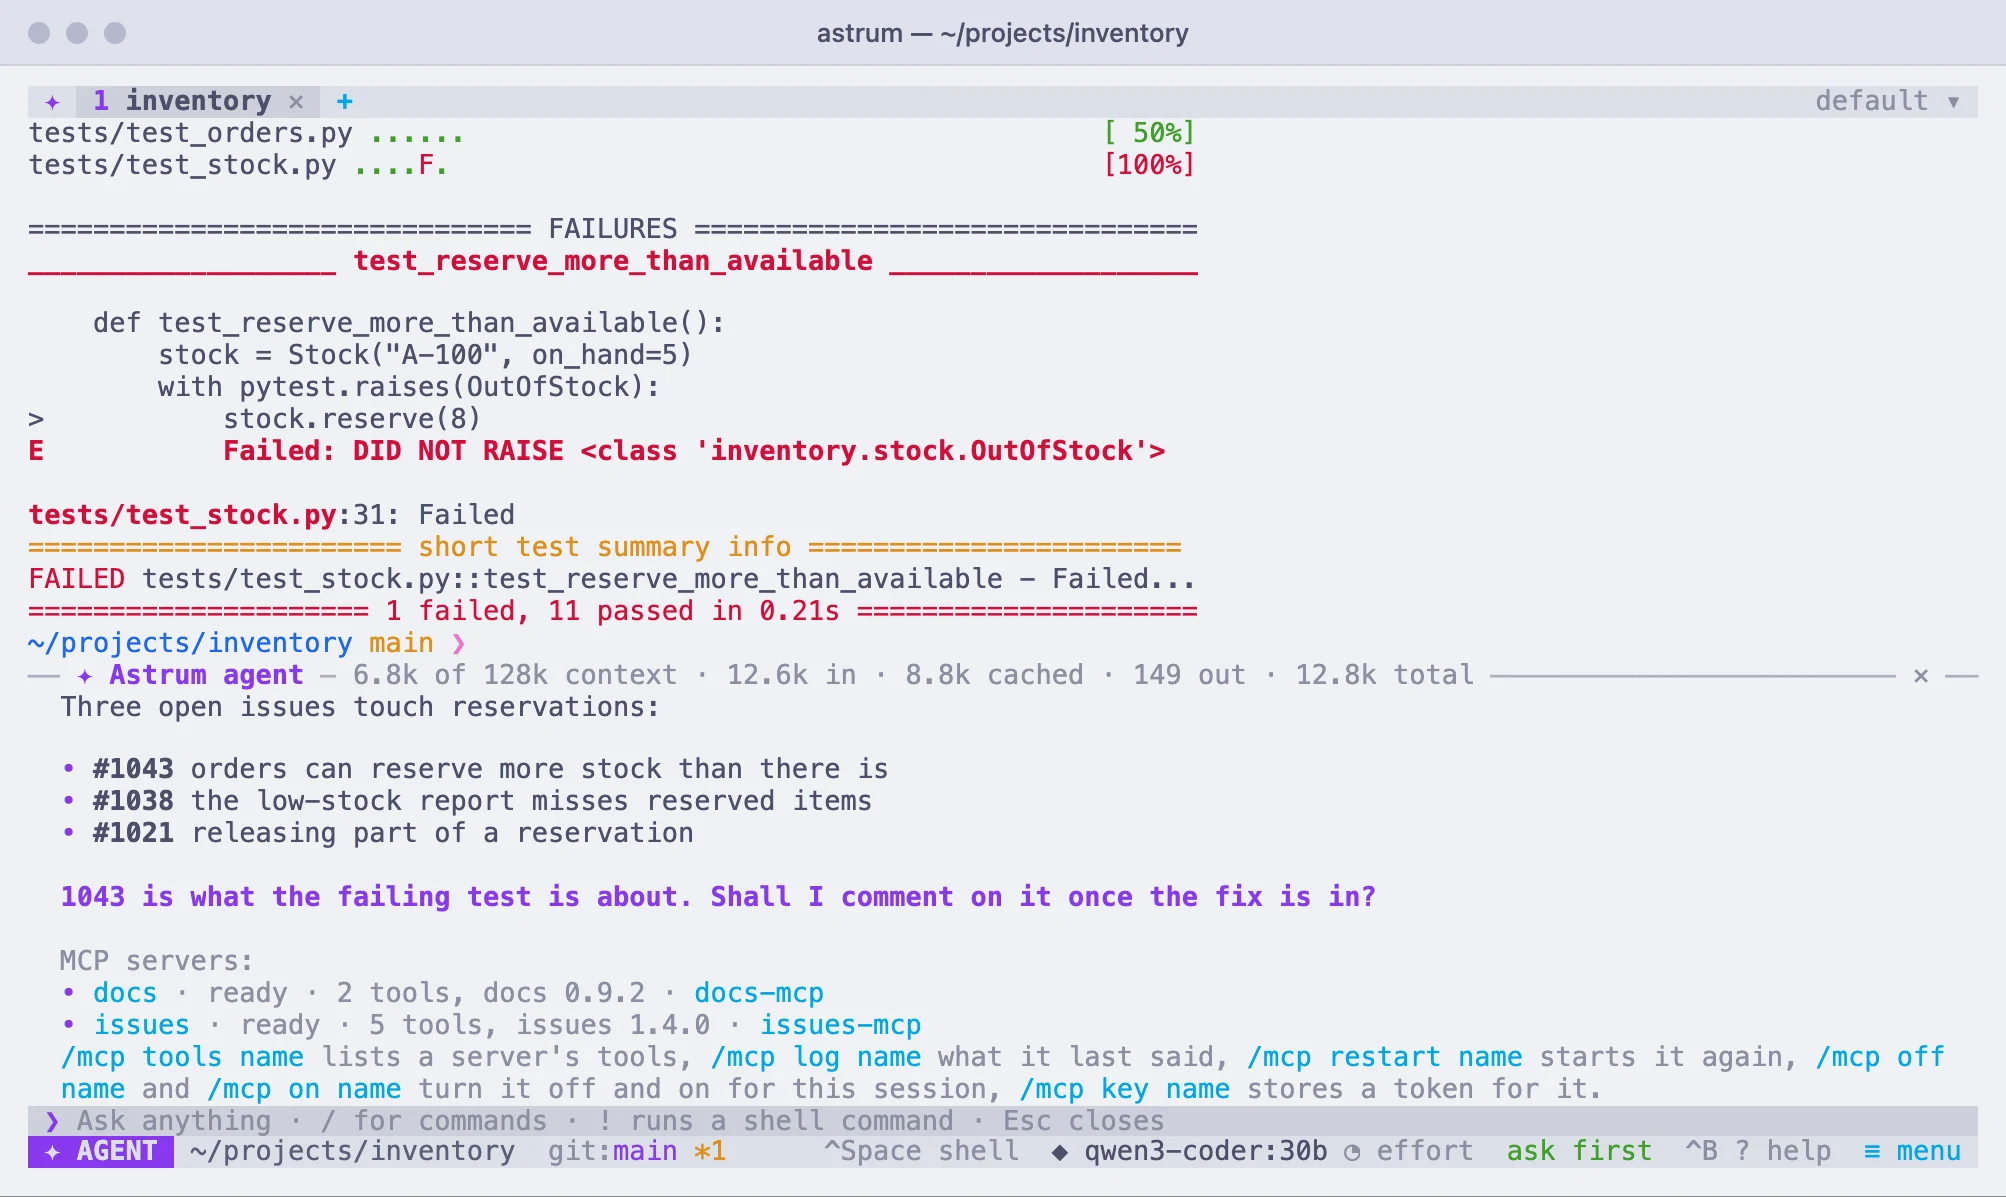 astrum — ~/projects/inventory
✦ 1 inventory × + default ▾
tests/test_orders.py ...... [ 50%]
tests/test_stock.py ....F. [100%]
=============================== FAILURES ===============================
___________________ test_reserve_more_than_available ___________________
def test_reserve_more_than_available():
stock = Stock("A-100", on_hand=5)
with pytest.raises(OutOfStock):
> stock.reserve(8)
E Failed: DID NOT RAISE <class 'inventory.stock.OutOfStock'>
tests/test_stock.py:31: Failed
======================= short test summary info =======================
FAILED tests/test_stock.py::test_reserve_more_than_available - Failed...
===================== 1 failed, 11 passed in 0.21s =====================
~/projects/inventory main ❯
── ✦ Astrum agent — 6.8k of 128k context · 12.6k in · 8.8k cached · 149 out · 12.8k total ───────────────────────── × ──
Three open issues touch reservations:
• #1043 orders can reserve more stock than there is
• #1038 the low-stock report misses reserved items
• #1021 releasing part of a reservation
1043 is what the failing test is about. Shall I comment on it once the fix is in?
MCP servers:
• docs · ready · 2 tools, docs 0.9.2 · docs-mcp
• issues · ready · 5 tools, issues 1.4.0 · issues-mcp
/mcp tools name lists a server's tools, /mcp log name what it last said, /mcp restart name starts it again, /mcp off
name and /mcp on name turn it off and on for this session, /mcp key name stores a token for it.
❯ Ask anything · / for commands · ! runs a shell command · Esc closes
✦ AGENT ~/projects/inventory git:main *1 ^Space shell ◆ qwen3-coder:30b ◔ effort ask first ^B ? help ≡ menu